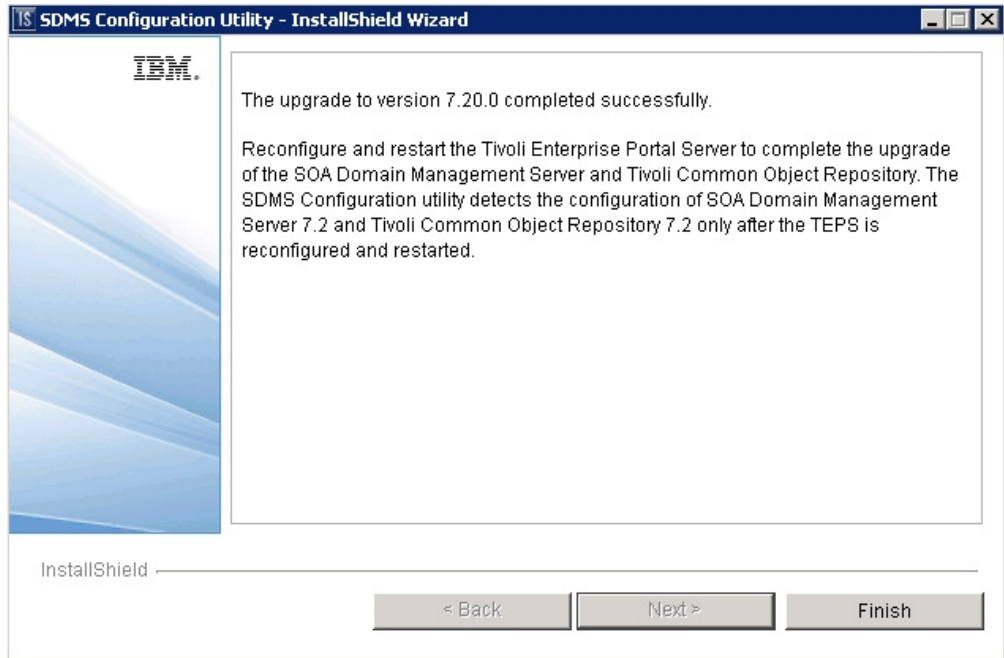 SDMS Configuration Utility - InstallShield Wizard
IBM.
The upgrade to version 7.20.0 completed successfully.
Reconfigure and restart the Tivoli Enterprise Portal Server to complete the upgrade
of the SOA Domain Management Server and Tivoli Common Object Repository. The
SDMS Configuration utility detects the configuration of SOA Domain Management
Server 7.2 and Tivoli Common Object Repository 7.2 only after the TEPS is
reconfigured and restarted.
InstallShield
< Back
Next >
Finish